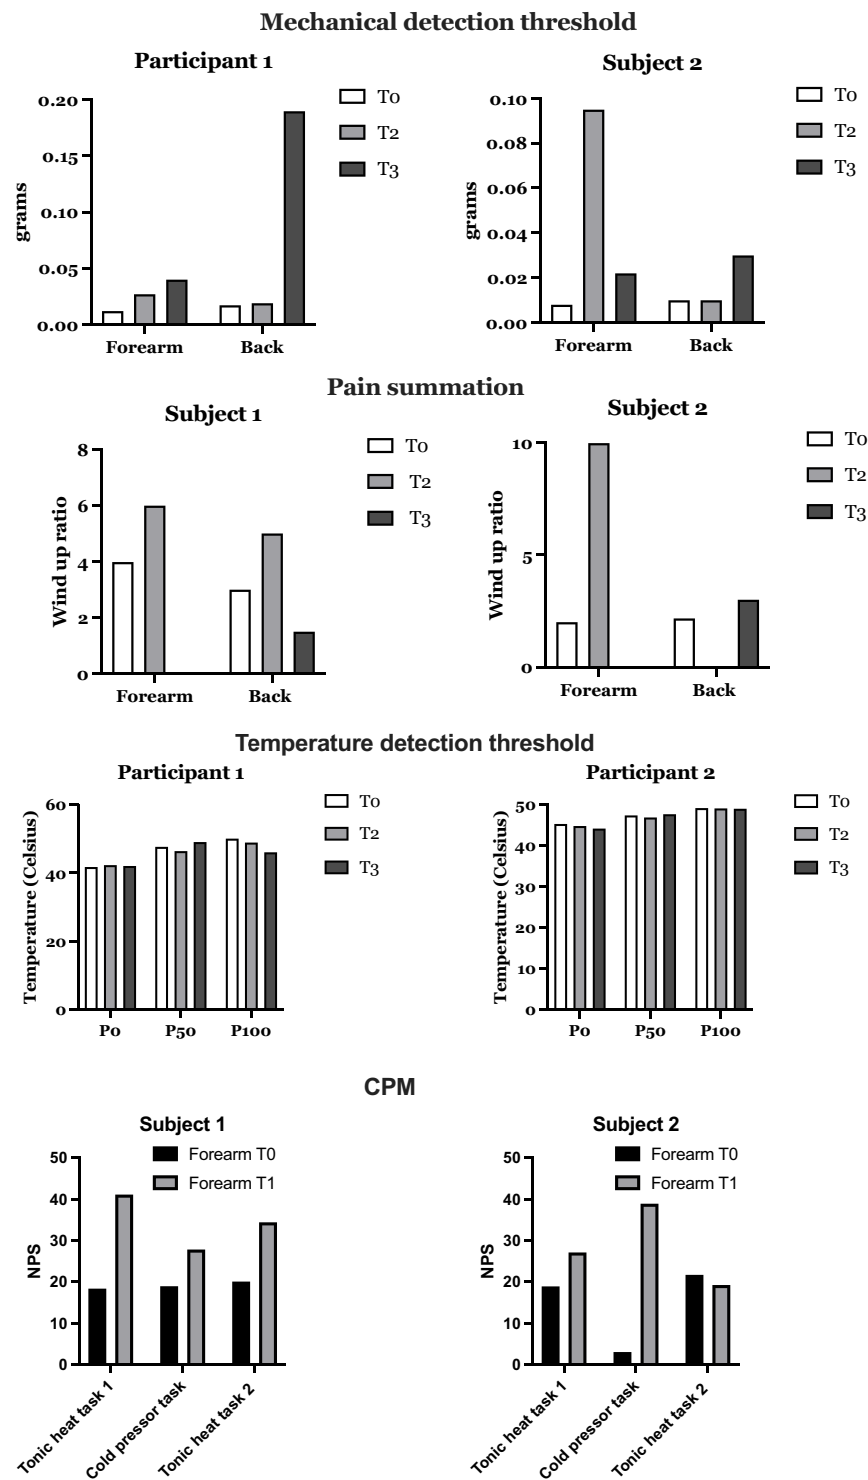 Mechanical detection threshold
Participant 1
T0
T2
T3
grams
0.20
0.15
0.10
0.05
0.00
Forearm
Back
Subject 2
T0
T2
T3
grams
0.10
0.08
0.06
0.04
0.02
0.00
Forearm
Back
Pain summation
Subject 1
T0
T2
T3
Wind up ratio
8
6
4
2
0
Forearm
Back
Subject 2
T0
T2
T3
Wind up ratio
10
5
0
Forearm
Back
Temperature detection threshold
Participant 1
T0
T2
T3
Temperature (Celsius)
60
40
20
0
P0
P50
P100
Participant 2
T0
T2
T3
Temperature (Celsius)
50
40
30
20
10
0
P0
P50
P100
CPM
Subject 1
Forearm T0
Forearm T1
NPS
50
40
30
20
10
0
Tonic heat task 1
Cold pressor task
Tonic heat task 2
Subject 2
Forearm T0
Forearm T1
NPS
50
40
30
20
10
0
Tonic heat task 1
Cold pressor task
Tonic heat task 2